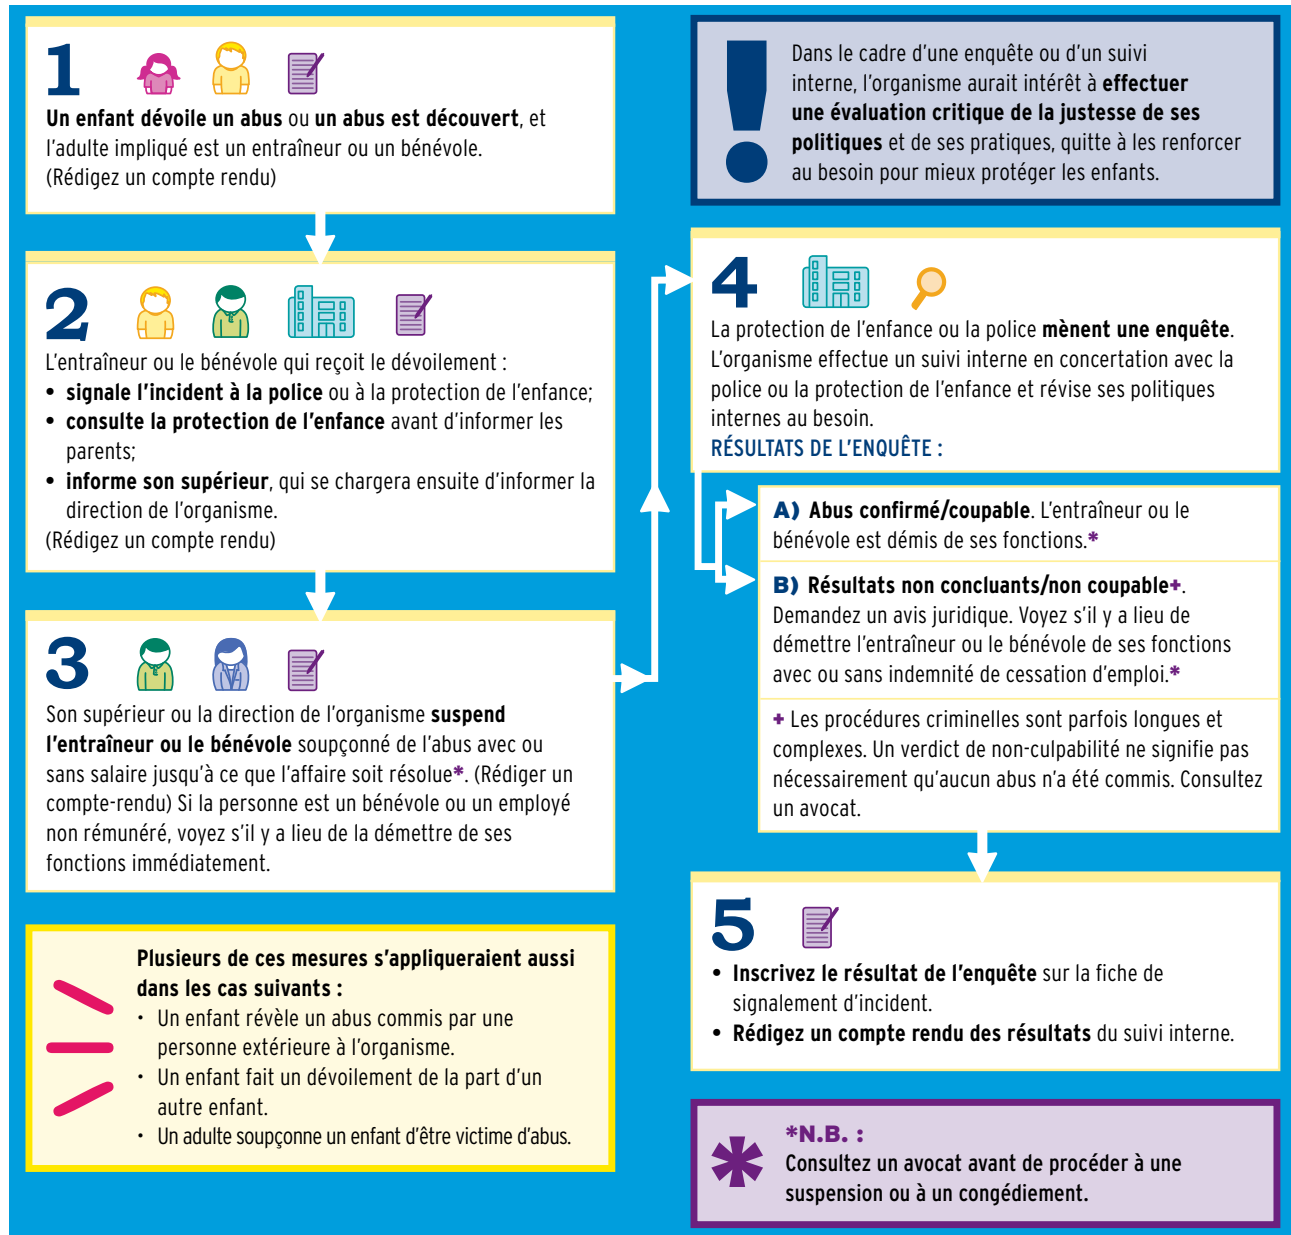 1
Un enfant dévoile un abus ou un abus est découvert, et
l'adulte impliqué est un entraîneur ou un bénévole.
(Rédigez un compte rendu)
2
L'entraîneur ou le bénévole qui reçoit le dévoilement :
• signale l'incident à la police ou à la protection de l'enfance;
• consulte la protection de l'enfance avant d'informer les
parents;
• informe son supérieur, qui se chargera ensuite d'informer la
direction de l'organisme.
(Rédigez un compte rendu)
3
Son supérieur ou la direction de l'organisme suspend
l'entraîneur ou le bénévole soupçonné de l'abus avec ou
sans salaire jusqu'à ce que l'affaire soit résolue*. (Rédiger un
compte-rendu) Si la personne est un bénévole ou un employé
non rémunéré, voyez s'il y a lieu de la démettre de ses
fonctions immédiatement.
Plusieurs de ces mesures s'appliqueraient aussi
dans les cas suivants :
• Un enfant révèle un abus commis par une
personne extérieure à l'organisme.
• Un enfant fait un dévoilement de la part d'un
autre enfant.
• Un adulte soupçonne un enfant d'être victime d'abus.
!
Dans le cadre d'une enquête ou d'un suivi
interne, l'organisme aurait intérêt à effectuer
une évaluation critique de la justesse de ses
politiques et de ses pratiques, quitte à les renforcer
au besoin pour mieux protéger les enfants.
4
La protection de l'enfance ou la police mènent une enquête.
L'organisme effectue un suivi interne en concertation avec la
police ou la protection de l'enfance et révise ses politiques
internes au besoin.
RÉSULTATS DE L'ENQUÊTE :
A) Abus confirmé/coupable. L'entraîneur ou le
bénévole est démis de ses fonctions.*
B) Résultats non concluants/non coupable+.
Demandez un avis juridique. Voyez s'il y a lieu de
démettre l'entraîneur ou le bénévole de ses fonctions
avec ou sans indemnité de cessation d'emploi.*
+ Les procédures criminelles sont parfois longues et
complexes. Un verdict de non-culpabilité ne signifie pas
nécessairement qu'aucun abus n'a été commis. Consultez
un avocat.
5
• Inscrivez le résultat de l'enquête sur la fiche de
signalement d'incident.
• Rédigez un compte rendu des résultats du suivi interne.
*
*N.B. :
Consultez un avocat avant de procéder à une
suspension ou à un congédiement.